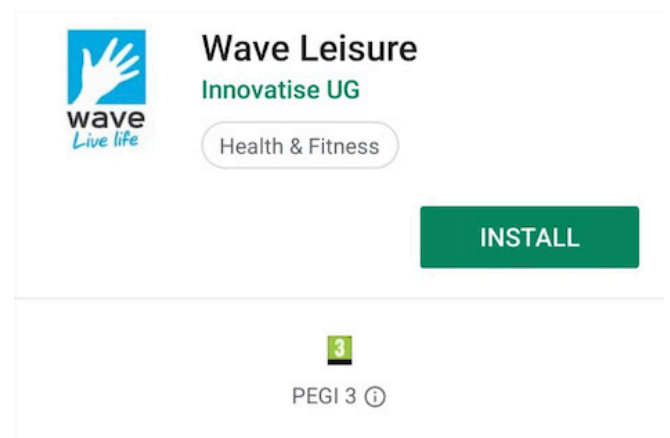 Wave Leisure
Innovatise UG
wave
Live life
Health & Fitness
INSTALL
3
PEGI 3